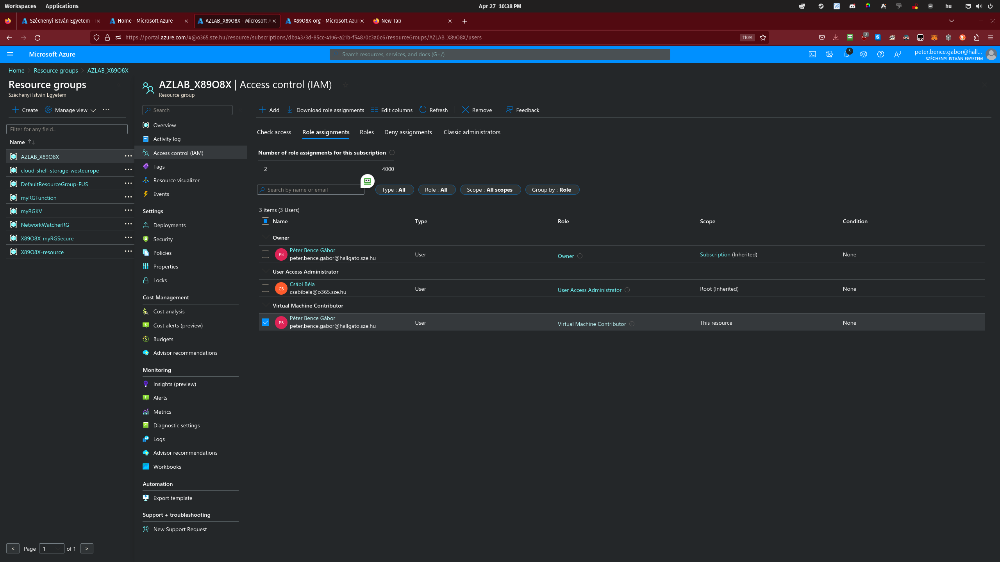 Workspaces Applications Apr 27 10:38 PM hu
Széchenyi István Egyetem - Home - Microsoft Azure AZLAB_X89O8X - Microsoft A X89O8X-org - Microsoft Azur New Tab
https://portal.azure.com/#@o365.sze.hu/resource/subscriptions/db94373d-85cc-4196-a21b-f54870c3a0c6/resourceGroups/AZLAB_X89O8X/users 110% 3
Microsoft Azure Search resources, services, and docs (G+/) 3 peter.bence.gabor@hall...
SZÉCHENYI ISTVÁN EGYETEM
Home > Resource groups > AZLAB_X89O8X
Resource groups
Széchenyi István Egyetem
Create Manage view ...
Filter for any field...
Name
AZLAB_X89O8X
cloud-shell-storage-westeurope
DefaultResourceGroup-EUS
myRGFunction
myRGKV
NetworkWatcherRG
X89O8X-myRGSecure
X89O8X-resource
< Page 1 of 1 >
AZLAB_X89O8X | Access control (IAM)
Resource group
Search
Overview
Activity log
Access control (IAM)
Tags
Resource visualizer
Events
Settings
Deployments
Security
Policies
Properties
Locks
Cost Management
Cost analysis
Cost alerts (preview)
Budgets
Advisor recommendations
Monitoring
Insights (preview)
Alerts
Metrics
Diagnostic settings
Logs
Advisor recommendations
Workbooks
Automation
Export template
Support + troubleshooting
New Support Request
Add Download role assignments Edit columns Refresh Remove Feedback
Check access Role assignments Roles Deny assignments Classic administrators
Number of role assignments for this subscription
2 4000
Search by name or email Type : All Role : All Scope : All scopes Group by : Role
3 items (3 Users)
Name Type Role Scope Condition
Owner
PB Péter Bence Gábor
peter.bence.gabor@hallgato.sze.hu User Owner Subscription (Inherited) None
User Access Administrator
CB Csábi Béla
csabibela@o365.sze.hu User User Access Administrator Root (Inherited) None
Virtual Machine Contributor
PB Péter Bence Gábor
peter.bence.gabor@hallgato.sze.hu User Virtual Machine Contributor This resource None